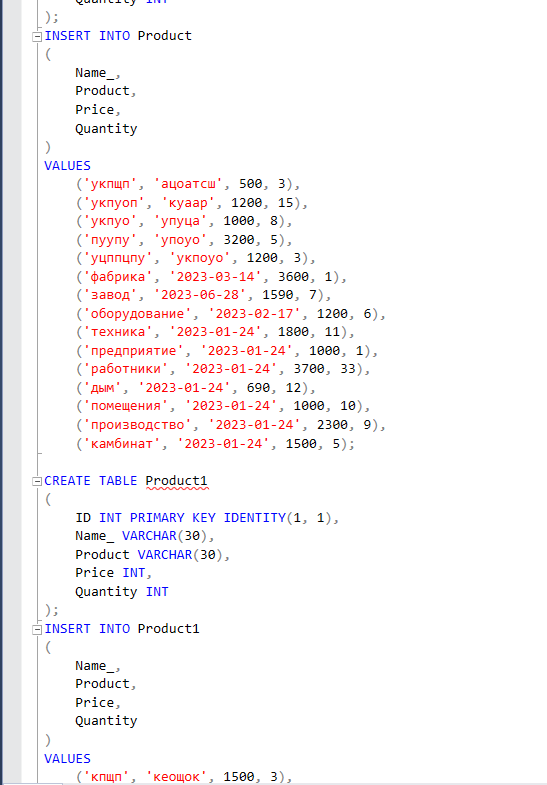 Quantity INT
);
INSERT INTO Product
(
Name_,
Product,
Price,
Quantity
)
VALUES
('укпщп', 'ацоатсш', 500, 3),
('укпуоп', 'куаар', 1200, 15),
('укпуо', 'упуца', 1000, 8),
('пуупу', 'упоуо', 3200, 5),
('уцппцпу', 'укпоуо', 1200, 3),
('фабрика', '2023-03-14', 3600, 1),
('завод', '2023-06-28', 1590, 7),
('оборудование', '2023-02-17', 1200, 6),
('техника', '2023-01-24', 1800, 11),
('предприятие', '2023-01-24', 1000, 1),
('работники', '2023-01-24', 3700, 33),
('дым', '2023-01-24', 690, 12),
('помещения', '2023-01-24', 1000, 10),
('производство', '2023-01-24', 2300, 9),
('камбинат', '2023-01-24', 1500, 5);
CREATE TABLE Product1
(
ID INT PRIMARY KEY IDENTITY(1, 1),
Name_ VARCHAR(30),
Product VARCHAR(30),
Price INT,
Quantity INT
);
INSERT INTO Product1
(
Name_,
Product,
Price,
Quantity
)
VALUES
('кпщп', 'кеощок', 1500, 3),